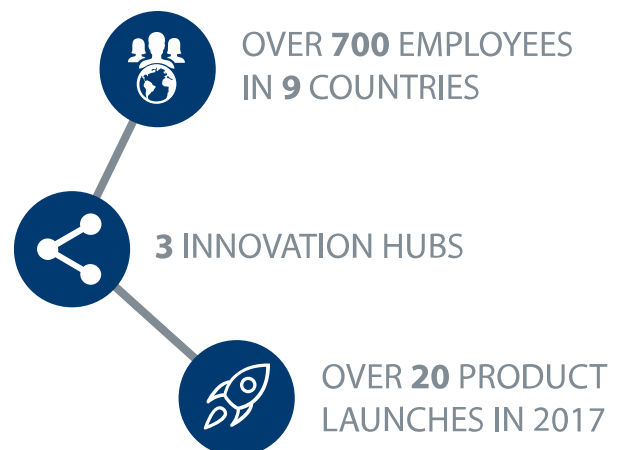 OVER 700 EMPLOYEES
IN 9 COUNTRIES
3 INNOVATION HUBS
OVER 20 PRODUCT
LAUNCHES IN 2017